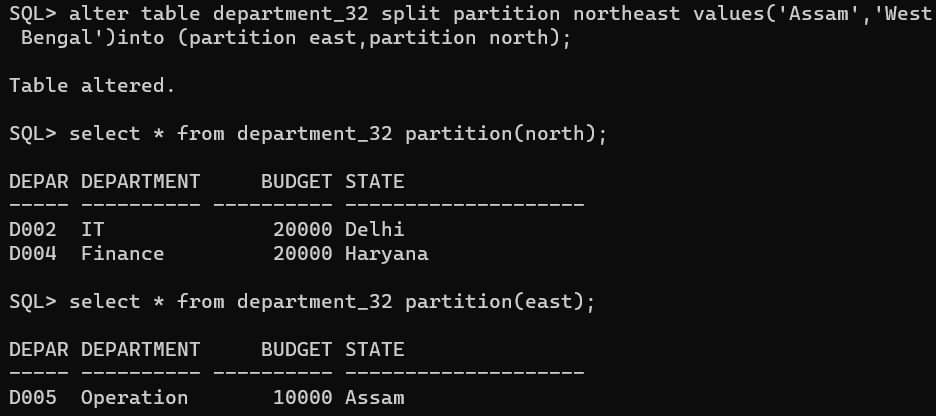 SQL> alter table department_32 split partition northeast values('Assam','West
 Bengal')into (partition east,partition north);

Table altered.

SQL> select * from department_32 partition(north);

DEPAR DEPARTMENT     BUDGET STATE
----- ---------- ---------- --------------------
D002  IT              20000 Delhi
D004  Finance         20000 Haryana

SQL> select * from department_32 partition(east);

DEPAR DEPARTMENT     BUDGET STATE
----- ---------- ---------- --------------------
D005  Operation       10000 Assam